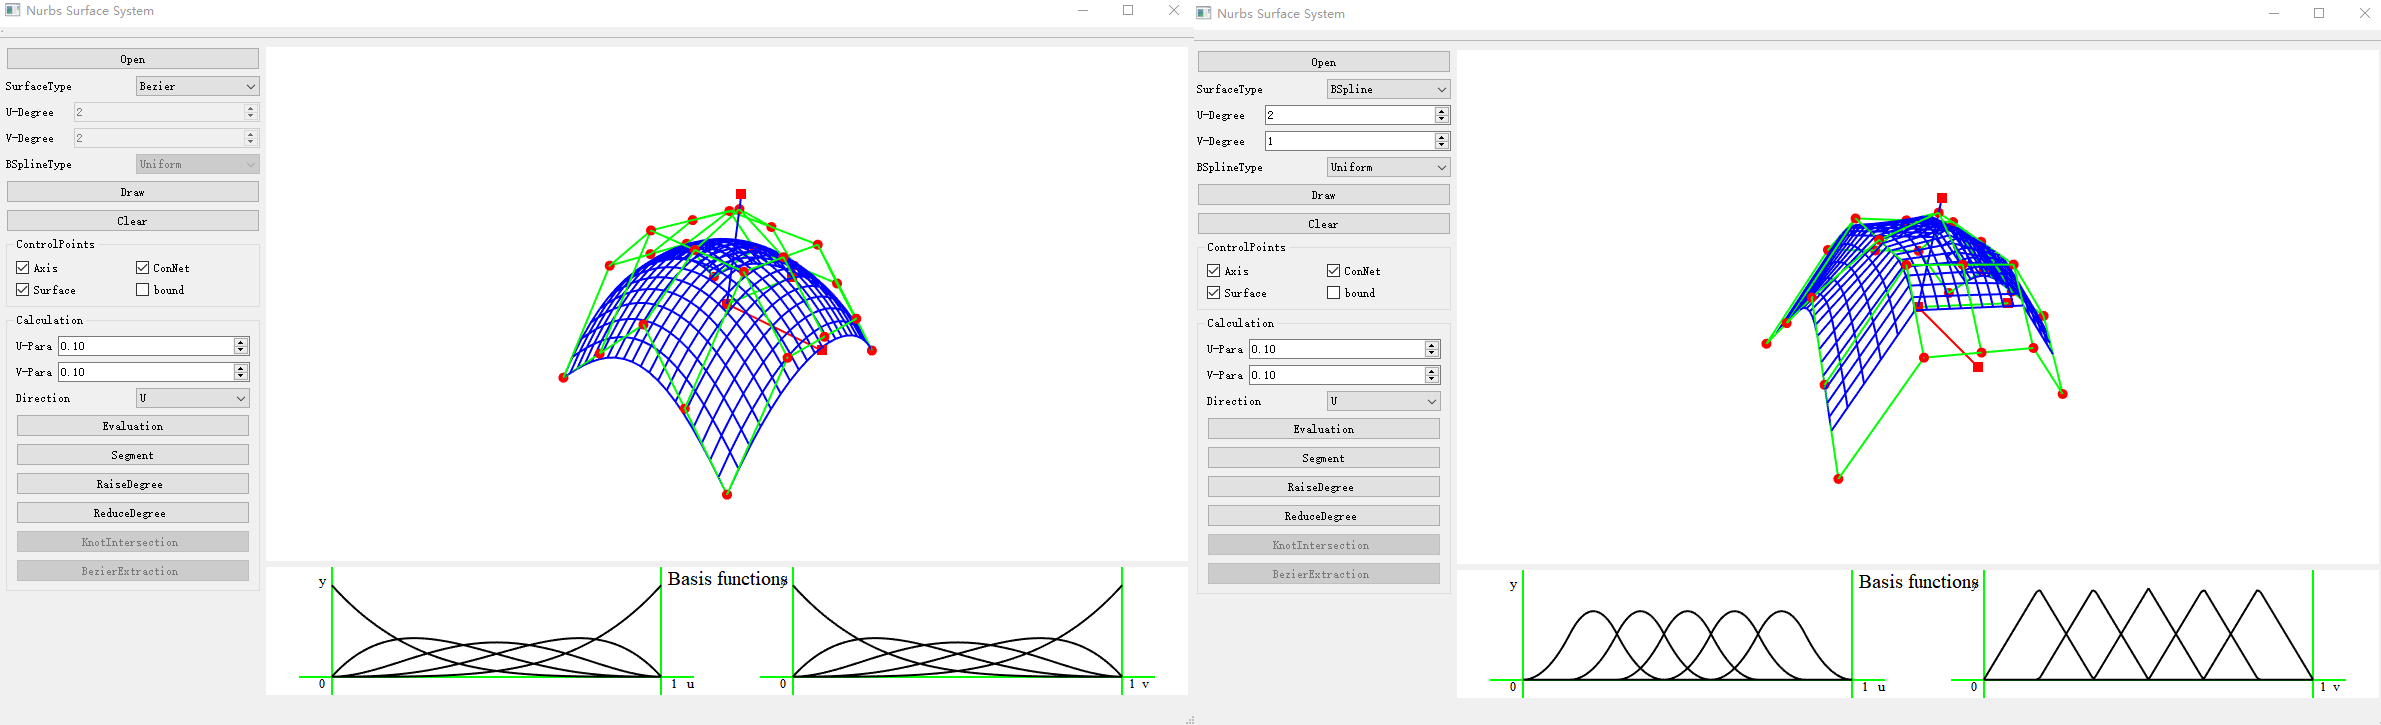 Nurbs Surface System
Open
SurfaceType Bezier
U-Degree 2
V-Degree 2
BSplineType Uniform
Draw
Clear
ControlPoints
Axis ConNet
Surface bound
Calculation
U-Para 0.10
V-Para 0.10
Direction U
Evaluation
Segment
RaiseDegree
ReduceDegree
KnotIntersection
BezierExtraction
Basis functions
y
0 1 u
y
0 1 v
Nurbs Surface System
Open
SurfaceType BSpline
U-Degree 2
V-Degree 1
BSplineType Uniform
Draw
Clear
ControlPoints
Axis ConNet
Surface bound
Calculation
U-Para 0.10
V-Para 0.10
Direction U
Evaluation
Segment
RaiseDegree
ReduceDegree
KnotIntersection
BezierExtraction
Basis functions
y
0 1 u
y
0 1 v